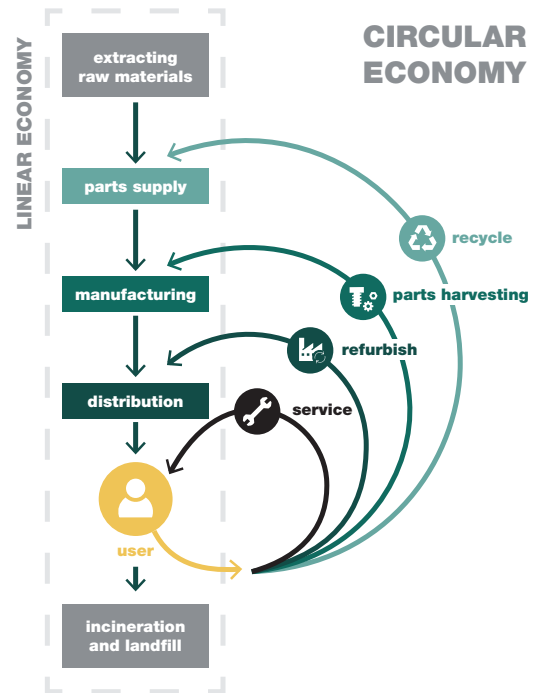 CIRCULAR
ECONOMY
LINEAR ECONOMY
extracting
raw materials
parts supply
recycle
manufacturing
parts harvesting
refurbish
distribution
service
user
incineration
and landfill